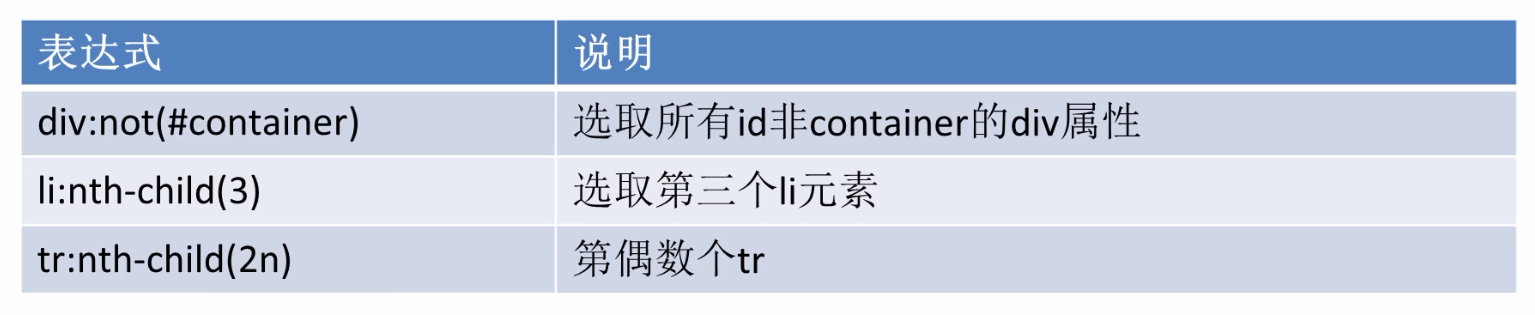 表达式 说明
div:not(#container) 选取所有id非container的div属性
li:nth-child(3) 选取第三个li元素
tr:nth-child(2n) 第偶数个tr